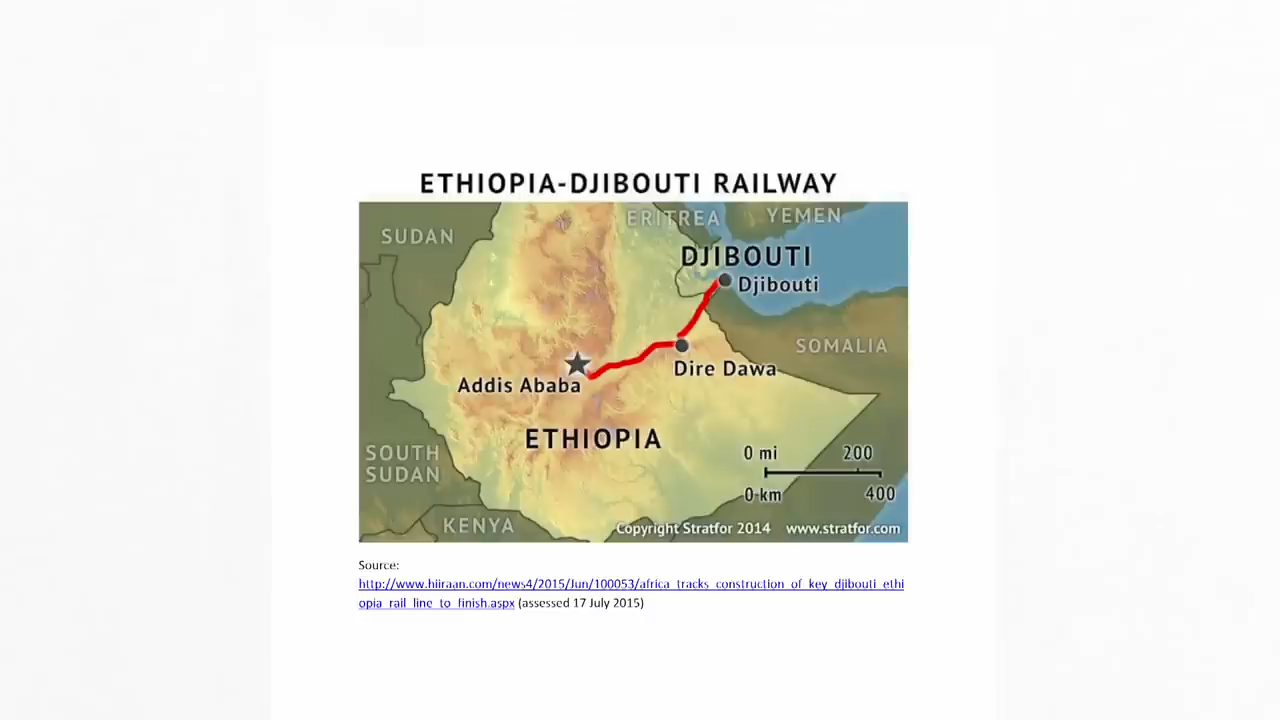 ETHIOPIA-DJIBOUTI RAILWAY
ERITREA
YEMEN
SUDAN
DJIBOUTI
Djibouti
SOMALIA
Dire Dawa
Addis Ababa
ETHIOPIA
SOUTH
SUDAN
0 mi 200
0 km 400
KENYA
Copyright Stratfor 2014 www.stratfor.com
Source:
http://www.hiiraan.com/news4/2015/Jun/100053/africa_tracks_construction_of_key_djibouti_ethi
opia_rail_line_to_finish.aspx (assessed 17 July 2015)